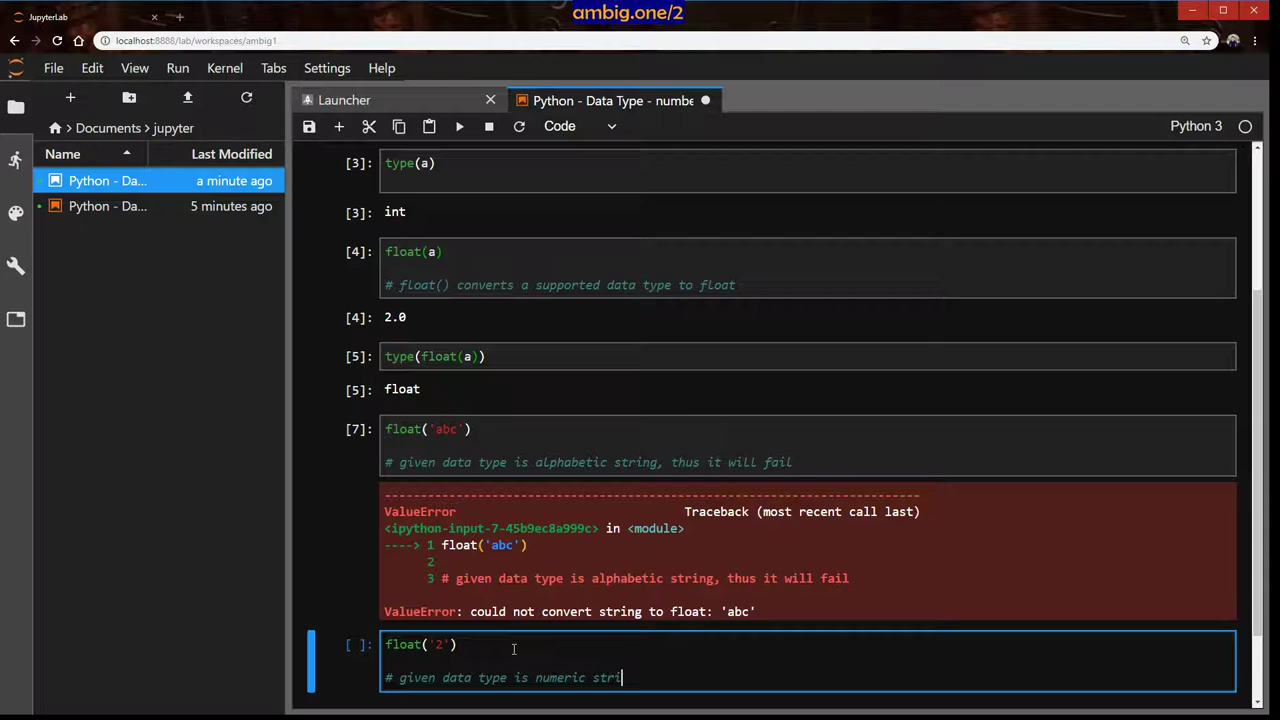 ambig.one/2
JupyterLab
localhost:8888/lab/workspaces/ambig1
File Edit View Run Kernel Tabs Settings Help
Launcher
Python - Data Type - numbe
Documents > jupyter
Code
Python 3
Name Last Modified
Python - Da... a minute ago
Python - Da... 5 minutes ago
[3]: type(a)
[3]: int
[4]: float(a)
# float() converts a supported data type to float
[4]: 2.0
[5]: type(float(a))
[5]: float
[7]: float('abc')
# given data type is alphabetic string, thus it will fail
---------------------------------------------------------------------------
ValueError Traceback (most recent call last)
<ipython-input-7-45b9ec8a999c> in <module>
----> 1 float('abc')
2
3 # given data type is alphabetic string, thus it will fail
ValueError: could not convert string to float: 'abc'
[ ]: float('2')
# given data type is numeric stri